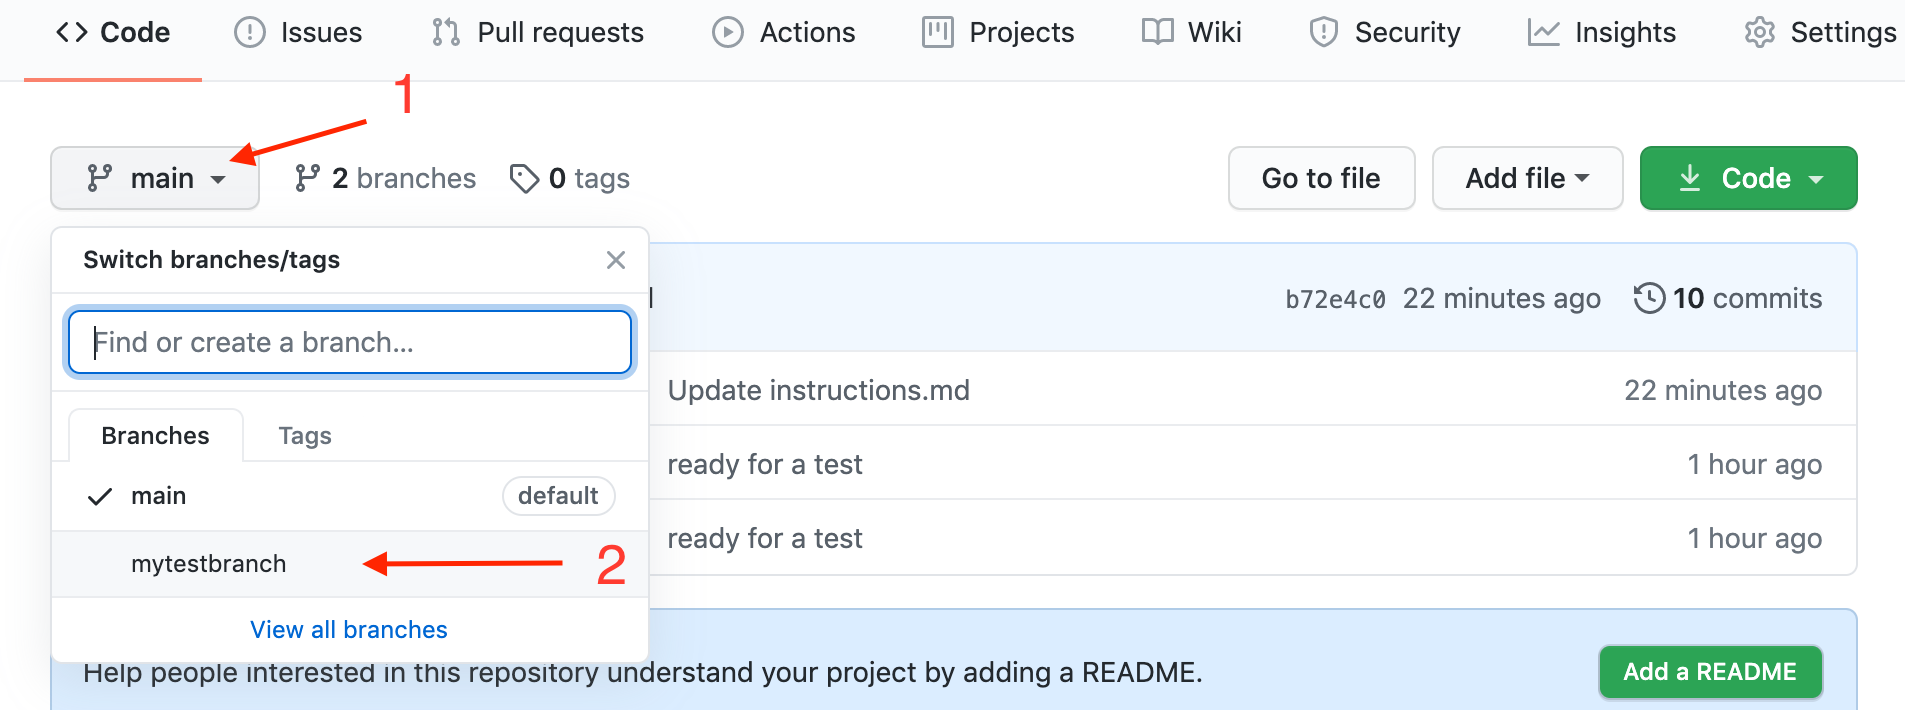 Code Issues Pull requests Actions Projects Wiki Security Insights Settings
1
main 2 branches 0 tags Go to file Add file Code
Switch branches/tags
b72e4c0 22 minutes ago 10 commits
Find or create a branch...
Update instructions.md 22 minutes ago
Branches Tags
ready for a test 1 hour ago
main default
ready for a test 1 hour ago
mytestbranch 2
View all branches
Help people interested in this repository understand your project by adding a README. Add a README